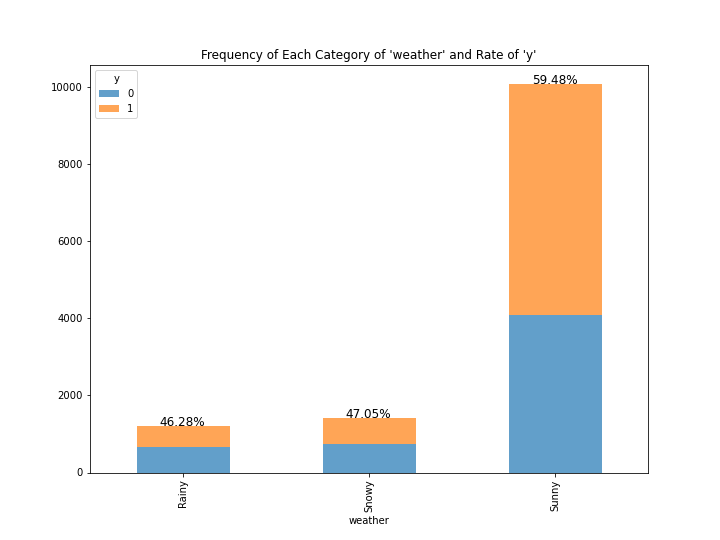 Frequency of Each Category of 'weather' and Rate of 'y'
y
0
1
10000
8000
6000
4000
2000
0
46.28%
47.05%
59.48%
Rainy
Snowy
Sunny
weather